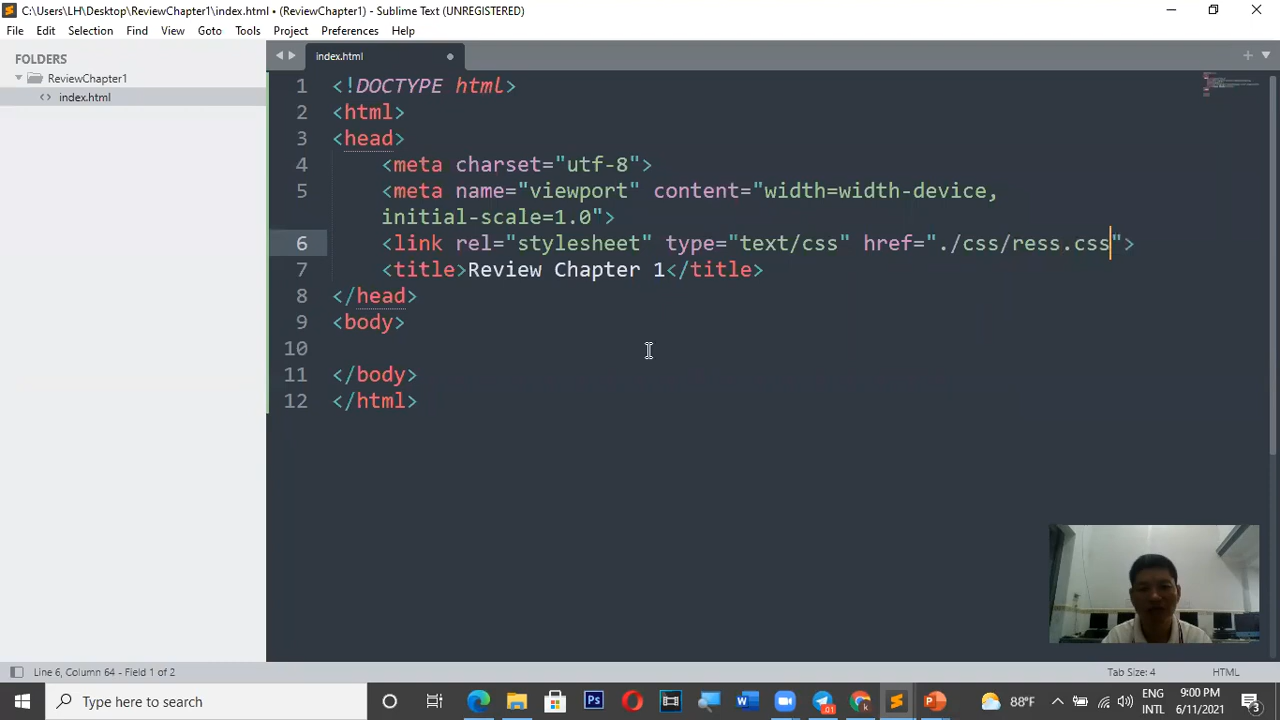 C:\Users\LH\Desktop\ReviewChapter1\index.html • (ReviewChapter1) - Sublime Text (UNREGISTERED)
File Edit Selection Find View Goto Tools Project Preferences Help
FOLDERS
ReviewChapter1
<> index.html
index.html
1 <!DOCTYPE html>
2 <html>
3 <head>
4 <meta charset="utf-8">
5 <meta name="viewport" content="width=width-device,
initial-scale=1.0">
6 <link rel="stylesheet" type="text/css" href="./css/ress.css">
7 <title>Review Chapter 1</title>
8 </head>
9 <body>
10
11 </body>
12 </html>
Line 6, Column 64 - Field 1 of 2
Tab Size: 4
HTML
Type here to search
88°F
ENG
INTL
9:00 PM
6/11/2021